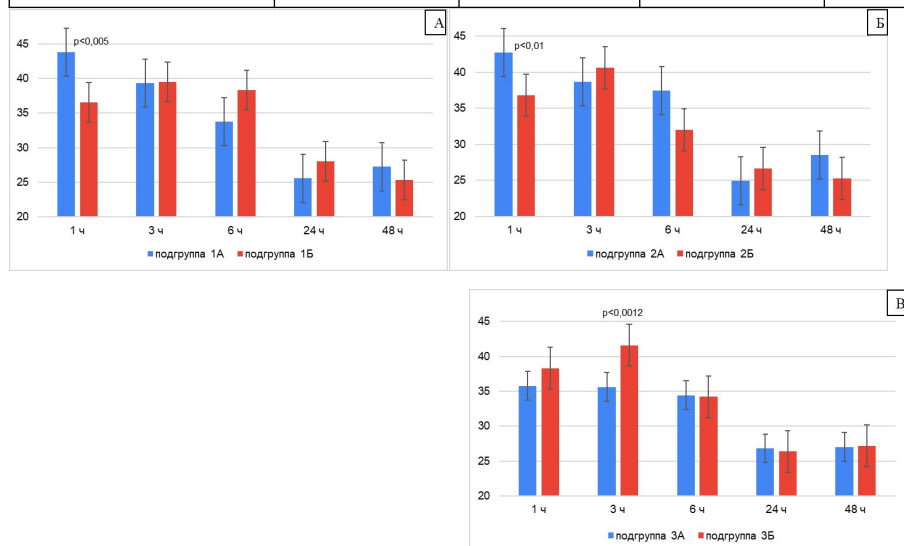 А
p<0,005
45
40
35
30
25
20
1 ч 3 ч 6 ч 24 ч 48 ч
подгруппа 1А подгруппа 1Б
Б
p<0,01
45
40
35
30
25
20
1 ч 3 ч 6 ч 24 ч 48 ч
подгруппа 2А подгруппа 2Б
В
p<0,0012
45
40
35
30
25
20
1 ч 3 ч 6 ч 24 ч 48 ч
подгруппа 3А подгруппа 3Б